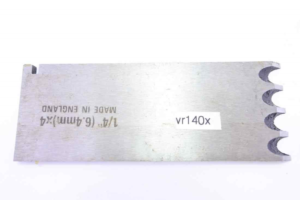 1/4" (6.4mm)x4
MADE IN ENGLAND
vr140x